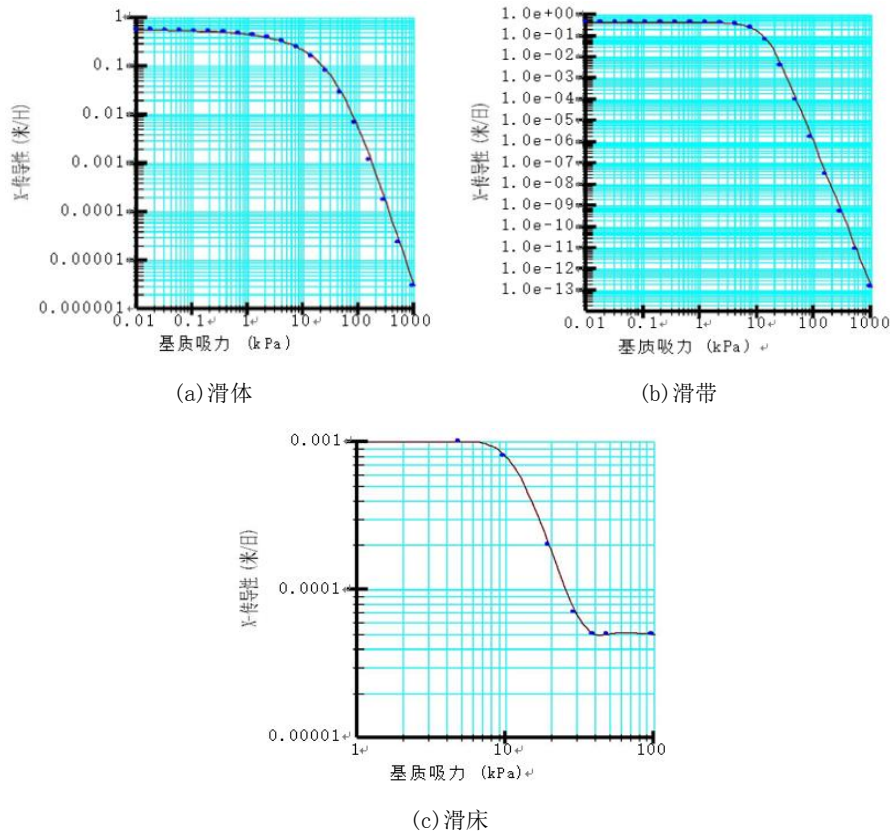 1
0.1
0.01
0.001
0.0001
0.00001
0.000001
X-传导性 (米/H)
0.01 0.1 1 10 100 1000
基质吸力 (kPa)
(a)滑体
1.0e+00
1.0e-01
1.0e-02
1.0e-03
1.0e-04
1.0e-05
1.0e-06
1.0e-07
1.0e-08
1.0e-09
1.0e-10
1.0e-11
1.0e-12
1.0e-13
X-传导性 (米/日)
0.01 0.1 1 10 100 1000
基质吸力 (kPa)
(b)滑带
0.001
0.0001
0.00001
X-传导性 (米/日)
1 10 100
基质吸力 (kPa)
(c)滑床